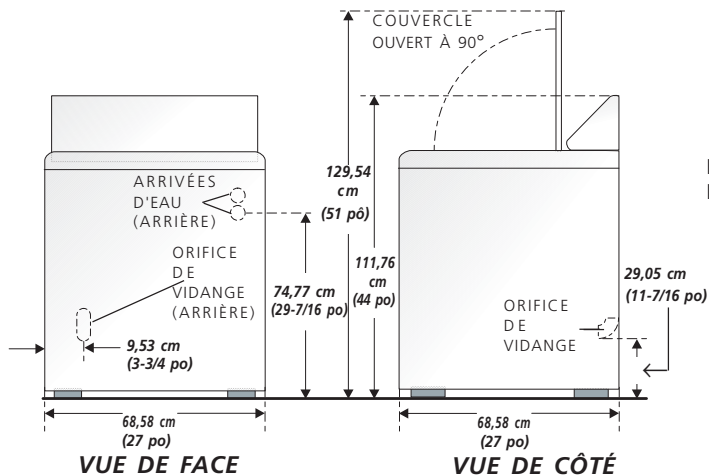 COUVERCLE
OUVERT À 90°
ARRIVÉES
D'EAU
(ARRIÈRE)
129,54
cm
(51 pô)
ORIFICE
DE
VIDANGE
(ARRIÈRE)
74,77 cm
(29-7/16 po)
111,76
cm
(44 po)
29,05 cm
(11-7/16 po)
ORIFICE
DE
VIDANGE
9,53 cm
(3-3/4 po)
68,58 cm
(27 po)
68,58 cm
(27 po)
VUE DE FACE
VUE DE CÔTÉ